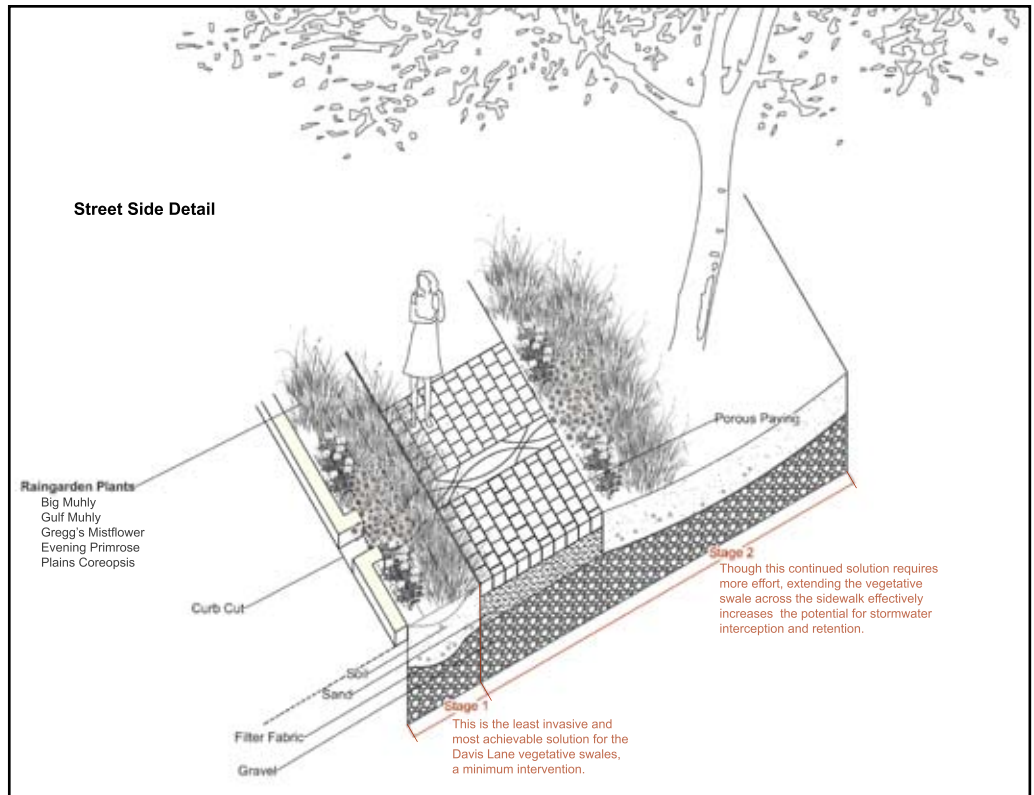 Street Side Detail
Porous Paving
Raingarden Plants
Big Muhly
Gulf Muhly
Gregg's Mistflower
Evening Primrose
Plains Coreopsis
Curb Cut
Soil
Sand
Filter Fabric
Gravel
Stage 1
This is the least invasive and
most achievable solution for the
Davis Lane vegetative swales,
a minimum intervention.
Stage 2
Though this continued solution requires
more effort, extending the vegetative
swale across the sidewalk effectively
increases the potential for stormwater
interception and retention.